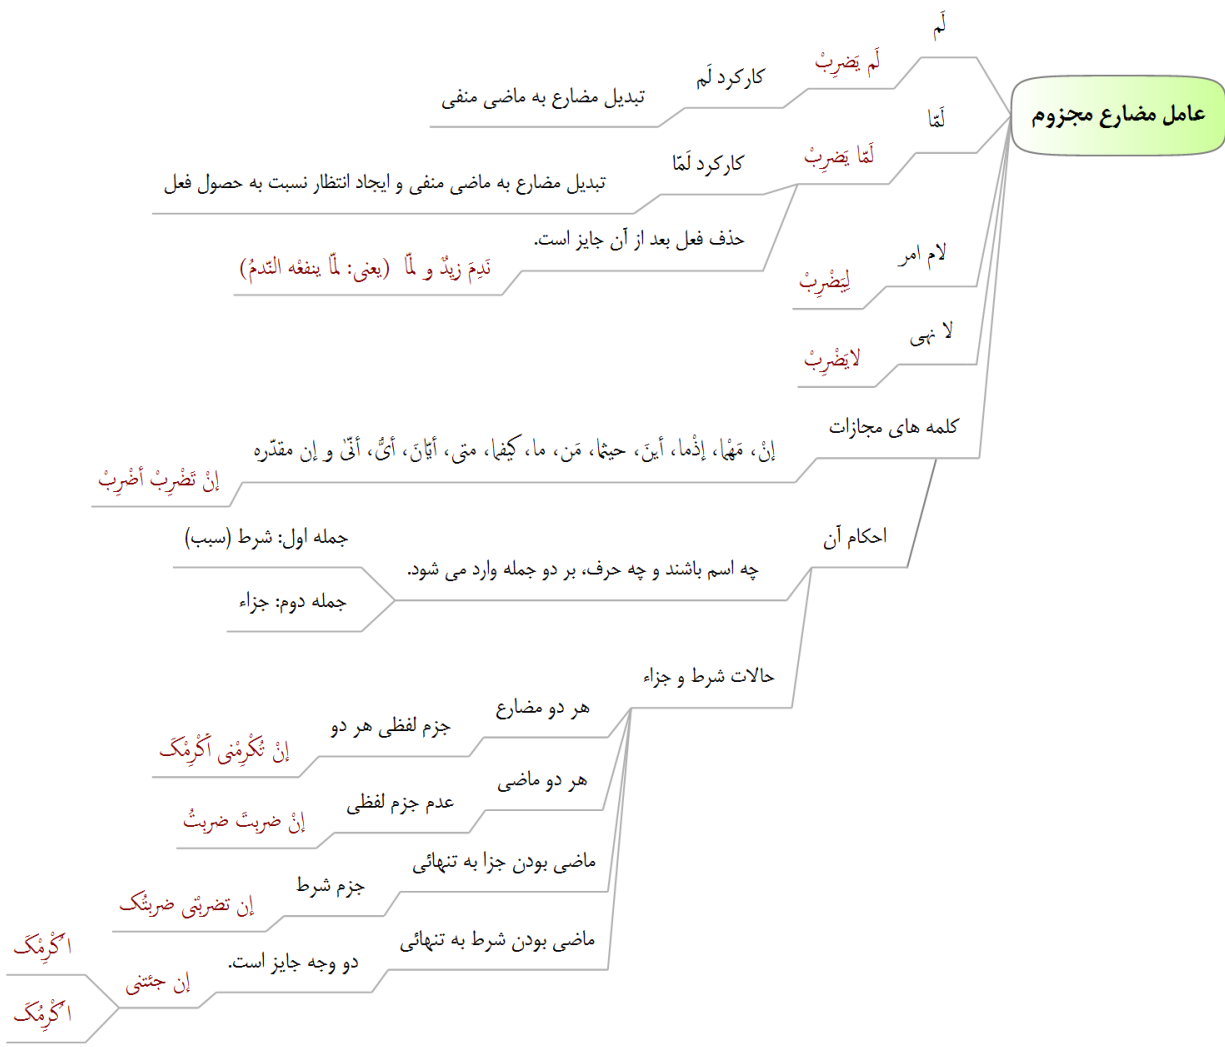 عامل مضارع مجزوم
لَم
لَم یَضرِبْ
کارکرد لَم
تبدیل مضارع به ماضی منفی
لَمّا
لَمّا یَضرِبْ
کارکرد لَمّا
تبدیل مضارع به ماضی منفی و ایجاد انتظار نسبت به حصول فعل
حذف فعل بعد از آن جایز است.
نَدِمَ زیدٌ و لمّا (یعنی: لمّا ینفعْه النّدمُ)
لام امر
لِیَضْرِبْ
لا نهی
لایَضْرِبْ
کلمه های مجازات
إنْ، مَهْما، إذْما، أینَ، حیثما، مَن، ما، کیفما، متی، أیّانَ، أیُّ، أنّیٰ و إن مقدّره
إنْ تَضْرِبْ أضْرِبْ
احکام آن
چه اسم باشند و چه حرف، بر دو جمله وارد می شود.
جمله اول: شرط (سبب)
جمله دوم: جزاء
حالات شرط و جزاء
هر دو مضارع
جزم لفظی هر دو
إنْ تُکْرِمْنی اَکْرِمْکَ
هر دو ماضی
عدم جزم لفظی
إنْ ضربتَ ضربتُ
ماضی بودن جزا به تنهائی
جزم شرط
إن تضربْنی ضربتُک
ماضی بودن شرط به تنهائی
دو وجه جایز است.
إن جئتنی
اکْرِمْکَ
اکْرِمُکَ